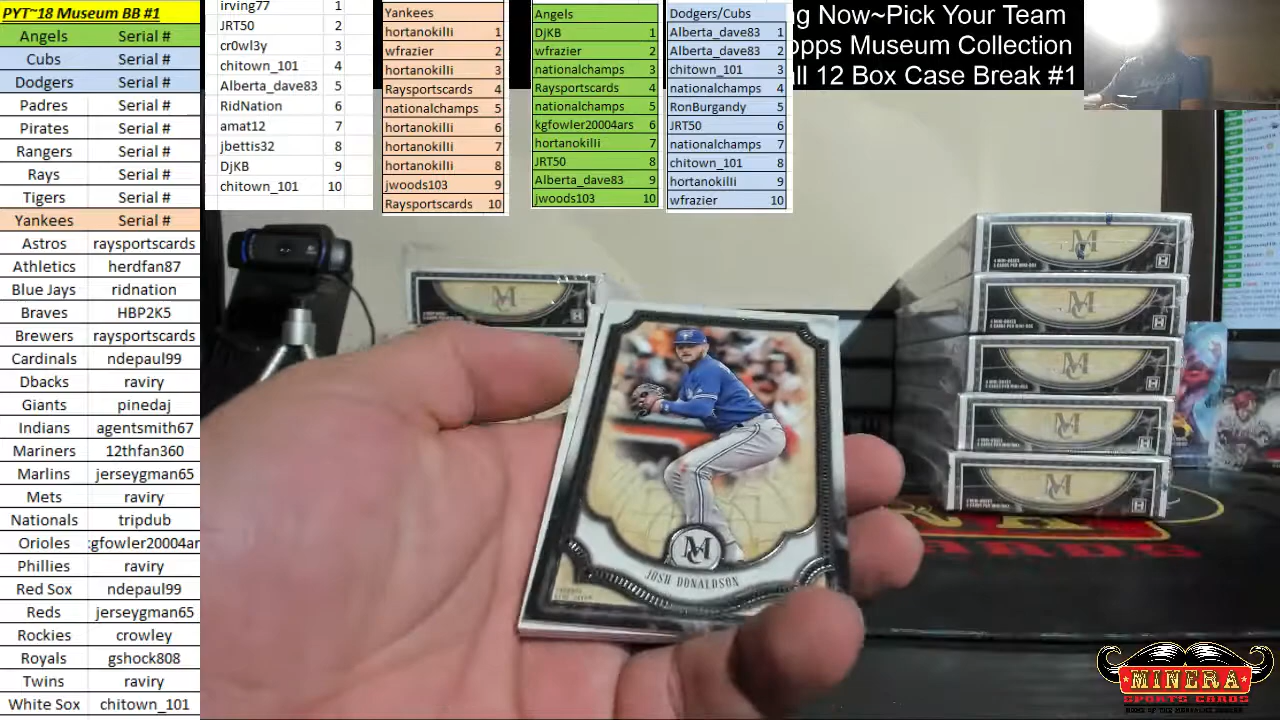 PYT~18 Museum BB #1
Angels Serial #
Cubs Serial #
Dodgers Serial #
Padres Serial #
Pirates Serial #
Rangers Serial #
Rays Serial #
Tigers Serial #
Yankees Serial #
Astros raysportscards
Athletics herdfan87
Blue Jays ridnation
Braves HBP2K5
Brewers raysportscards
Cardinals ndepaul99
Dbacks raviry
Giants pinedaj
Indians agentsmith67
Mariners 12thfan360
Marlins jerseygman65
Mets raviry
Nationals tripdub
Orioles kgfowler20004ar
Phillies raviry
Red Sox ndepaul99
Reds jerseygman65
Rockies crowley
Royals gshock808
Twins raviry
White Sox chitown_101
irving77 1
JRT50 2
cr0wl3y 3
chitown_101 4
Alberta_dave83 5
RidNation 6
amat12 7
jbettis32 8
DjKB 9
chitown_101 10
Yankees
hortanokilli 1
wfrazier 2
hortanokilli 3
Raysportscards 4
nationalchamps 5
hortanokilli 6
hortanokilli 7
hortanokilli 8
jwoods103 9
Raysportscards 10
Angels
DjKB 1
wfrazier 2
nationalchamps 3
Raysportscards 4
nationalchamps 5
kgfowler20004ars 6
hortanokilli 7
JRT50 8
Alberta_dave83 9
jwoods103 10
Dodgers/Cubs
Alberta_dave83 1
Alberta_dave83 2
chitown_101 3
nationalchamps 4
RonBurgandy 5
JRT50 6
nationalchamps 7
chitown_101 8
hortanokilli 9
wfrazier 10
g Now~Pick Your Team
opps Museum Collection
ll 12 Box Case Break #1
MC
JOSH DONALDSON
MINERA
SPORTS CARDS